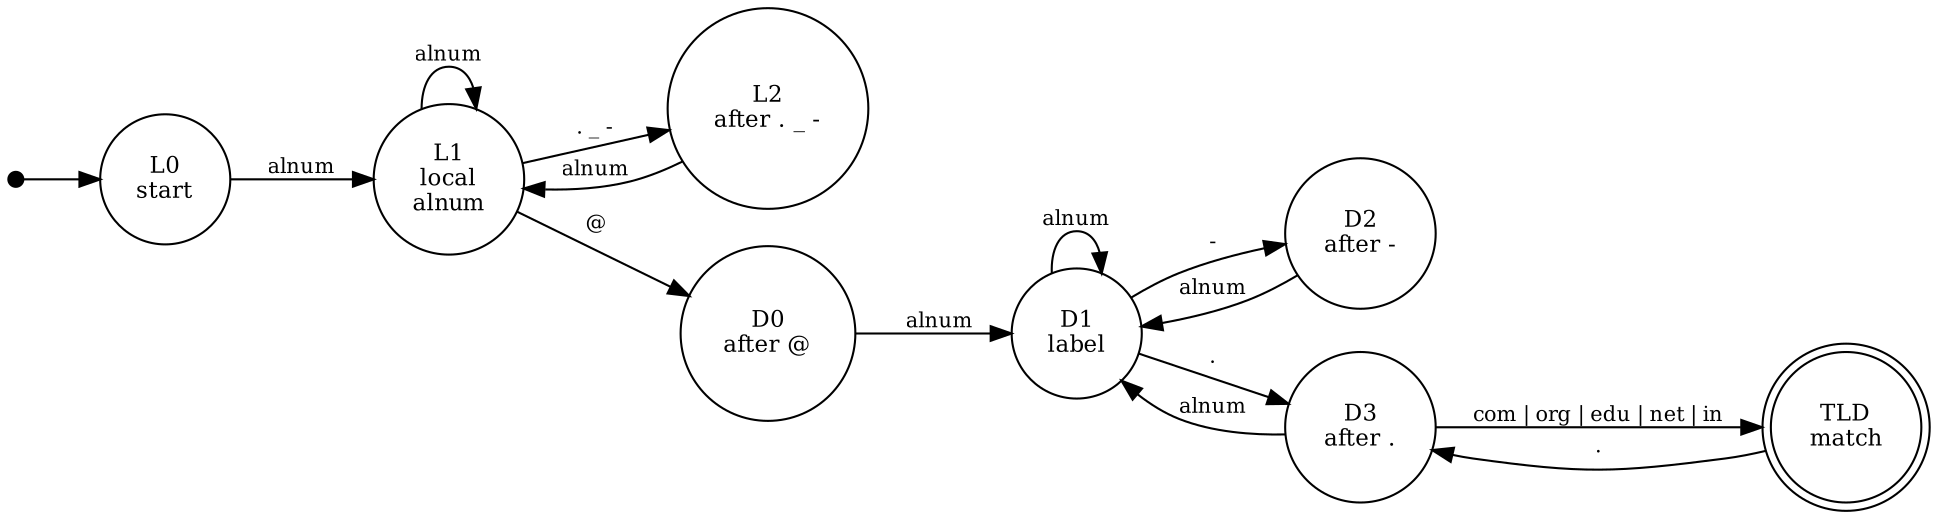 L0
start
alnum
alnum
L1
local
alnum
. _ -
alnum
L2
after . _ -
@
D0
after @
alnum
alnum
D1
label
-
alnum
D2
after -
.
alnum
D3
after .
com | org | edu | net | in
.
TLD
match